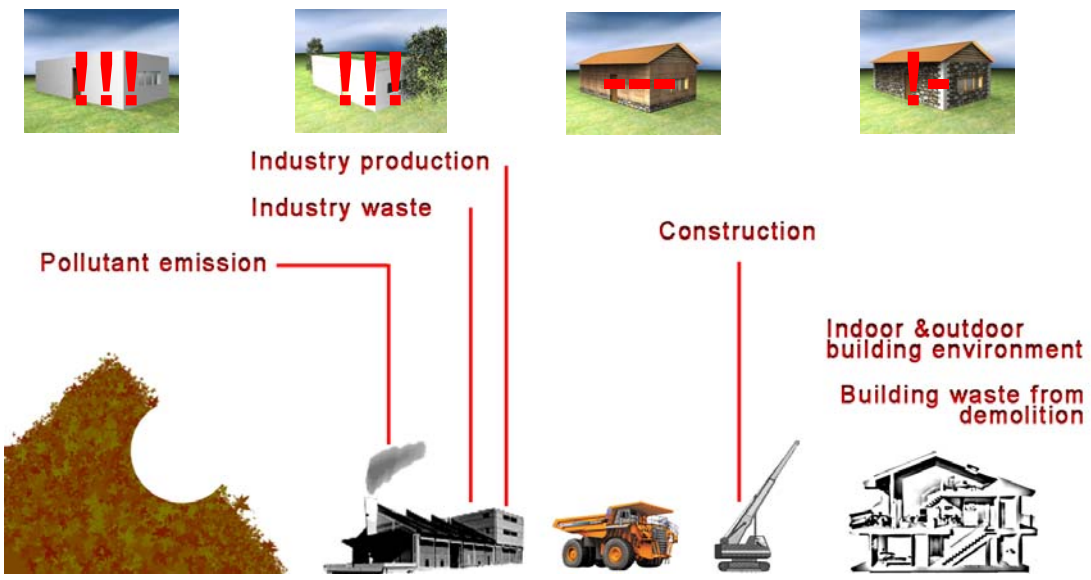 !!!
!!!
---
!-
Industry production
Industry waste
Construction
Pollutant emission
Indoor &outdoor
building environment
Building waste from
demolition